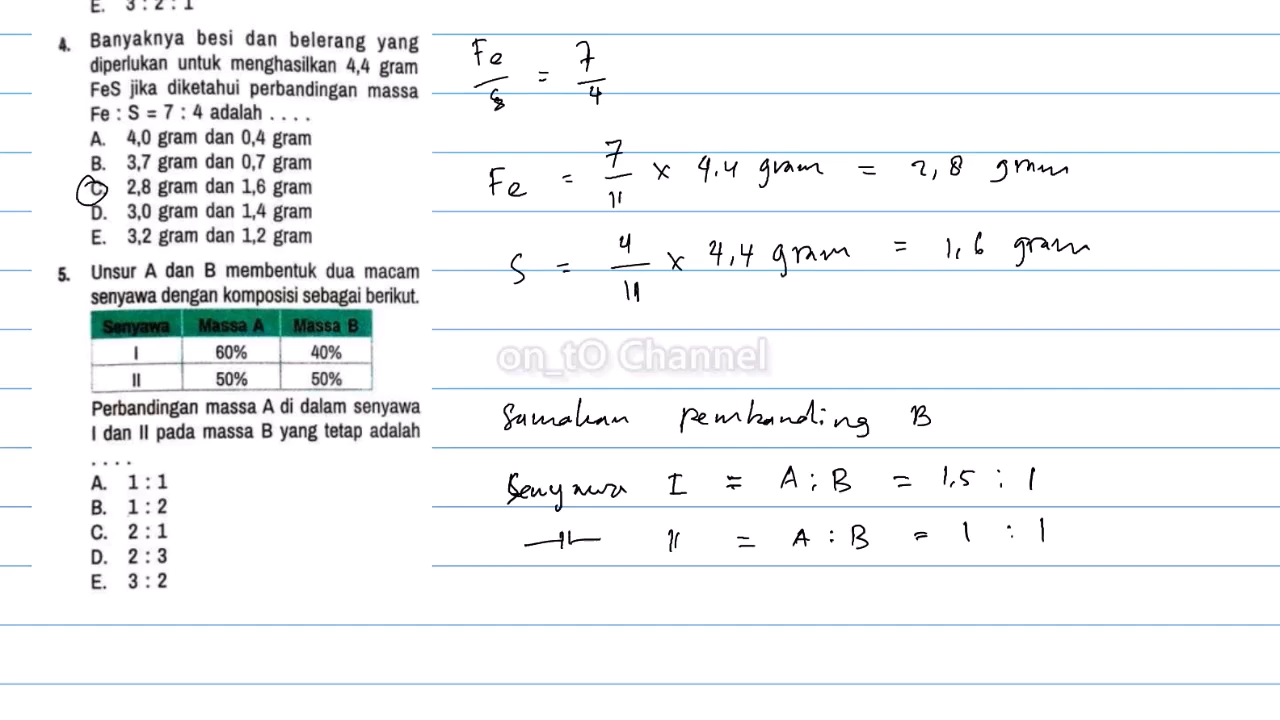 E. 3 : 2 : 1
4. Banyaknya besi dan belerang yang
diperlukan untuk menghasilkan 4,4 gram
FeS jika diketahui perbandingan massa
Fe : S = 7 : 4 adalah . . . .
A. 4,0 gram dan 0,4 gram
B. 3,7 gram dan 0,7 gram
C. 2,8 gram dan 1,6 gram
D. 3,0 gram dan 1,4 gram
E. 3,2 gram dan 1,2 gram
5. Unsur A dan B membentuk dua macam
senyawa dengan komposisi sebagai berikut.
Senyawa Massa A Massa B
I 60% 40%
II 50% 50%
Perbandingan massa A di dalam senyawa
I dan II pada massa B yang tetap adalah
. . . .
A. 1 : 1
B. 1 : 2
C. 2 : 1
D. 2 : 3
E. 3 : 2
Fe/S = 7/4
Fe = 7/11 x 4,4 gram = 2,8 gram
S = 4/11 x 4,4 gram = 1,6 gram
on_tO Channel
Samakan pembanding B
Senyawa I = A : B = 1,5 : 1
II = A : B = 1 : 1